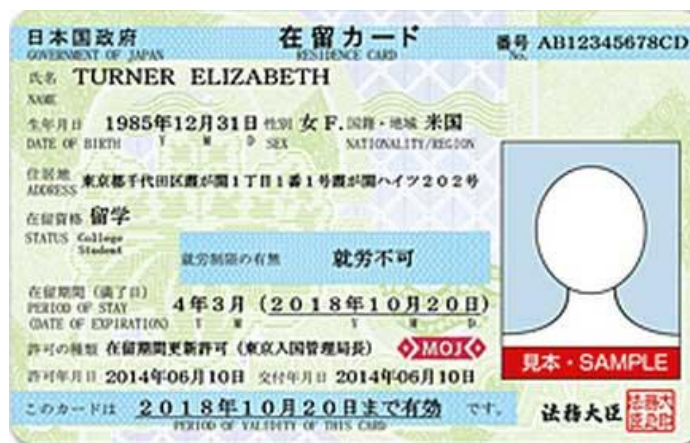 日本国政府 在留カード 番号 AB12345678CD
GOVERNMENT OF JAPAN RESIDENCE CARD No.
氏名 TURNER ELIZABETH
NAME
生年月日 1985年12月31日 性別 女 F. 国籍・地域 米国
DATE OF BIRTH Y M D SEX NATIONALITY/REGION
住居地 東京都千代田区霞が関1丁目1番1号霞が関ハイツ202号
ADDRESS
在留資格 留学
STATUS College
Student
就労制限の有無 就労不可
在留期間(満了日) 4年3月(2018年10月20日)
PERIOD OF STAY
(DATE OF EXPIRATION) Y M Y M D
許可の種類 在留期間更新許可(東京入国管理局長) MOJ
見本・SAMPLE
許可年月日 2014年06月10日 交付年月日 2014年06月10日
このカードは 2018年10月20日まで有効 です。
PERIOD OF VALIDITY OF THIS CARD
法務大臣